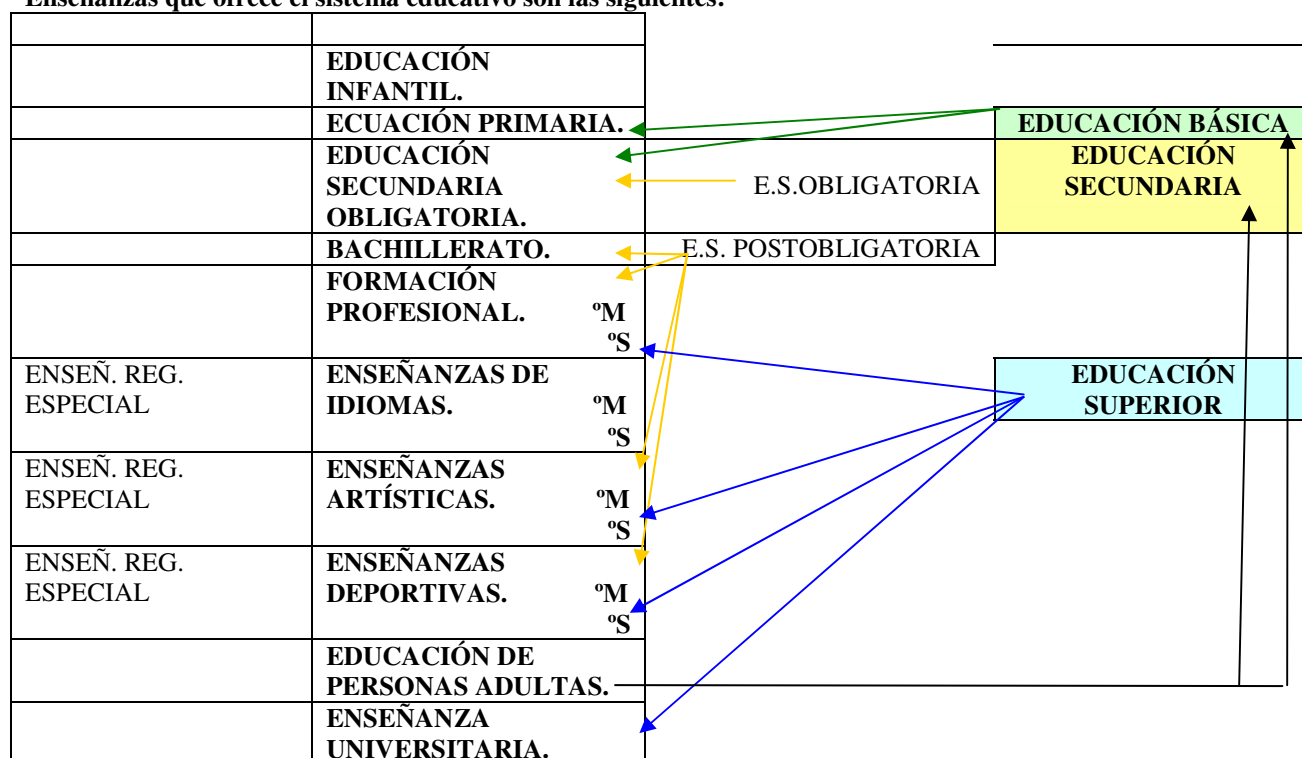 Enseñanzas que ofrece el sistema educativo son las siguientes:
EDUCACIÓN
INFANTIL.
ECUACIÓN PRIMARIA.
EDUCACIÓN BÁSICA
EDUCACIÓN
SECUNDARIA
OBLIGATORIA.
E.S.OBLIGATORIA
EDUCACIÓN
SECUNDARIA
BACHILLERATO.
E.S. POSTOBLIGATORIA
FORMACIÓN
PROFESIONAL. ºM
ºS
ENSEÑ. REG.
ESPECIAL
ENSEÑANZAS DE
IDIOMAS. ºM
ºS
EDUCACIÓN
SUPERIOR
ENSEÑ. REG.
ESPECIAL
ENSEÑANZAS
ARTÍSTICAS. ºM
ºS
ENSEÑ. REG.
ESPECIAL
ENSEÑANZAS
DEPORTIVAS. ºM
ºS
EDUCACIÓN DE
PERSONAS ADULTAS.
ENSEÑANZA
UNIVERSITARIA.